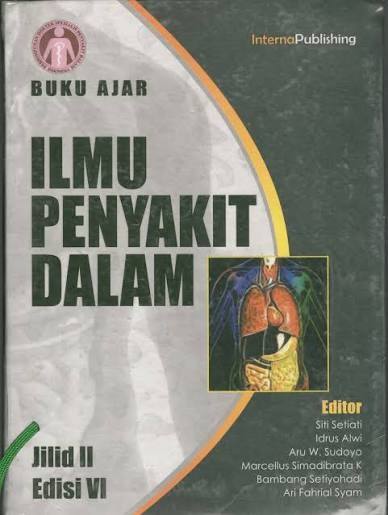 InternaPublishing
BUKU AJAR
ILMU
PENYAKIT
DALAM
Editor
Siti Setiati
Idrus Alwi
Aru W. Sudoyo
Marcellus Simadibrata K
Bambang Setiyohadi
Ari Fahrial Syam
Jilid II
Edisi VI